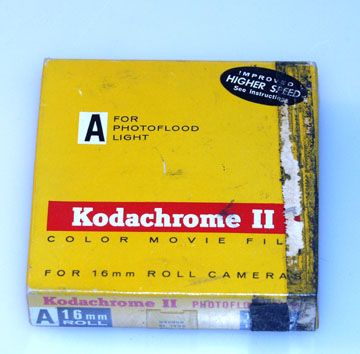 IMPROVED
HIGHER SPEED
See Instructions
A FOR
PHOTOFLOOD
LIGHT
Kodachrome II
COLOR MOVIE FIL
FOR 16mm ROLL CAMERAS
Kodachrome II PHOTOFLO
A 16mm
ROLL